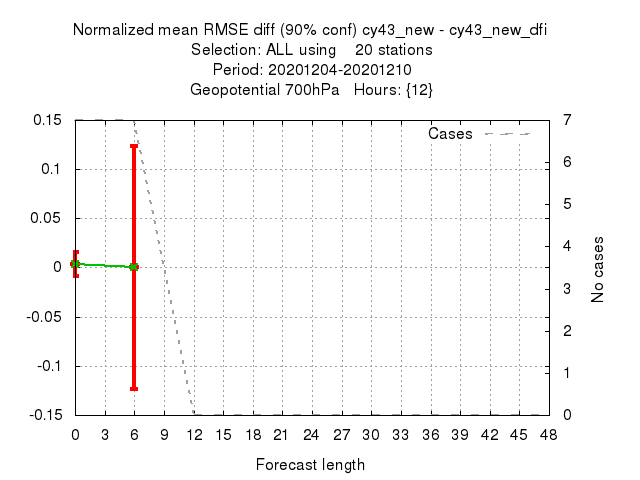 Normalized mean RMSE diff (90% conf) cy43_new - cy43_new_dfi
Selection: ALL using 20 stations
Period: 20201204-20201210
Geopotential 700hPa Hours: {12}
Cases
0.15
0.1
0.05
0
-0.05
-0.1
-0.15
7
6
5
4
3
2
1
0
No cases
0 3 6 9 12 15 18 21 24 27 30 33 36 39 42 45 48
Forecast length